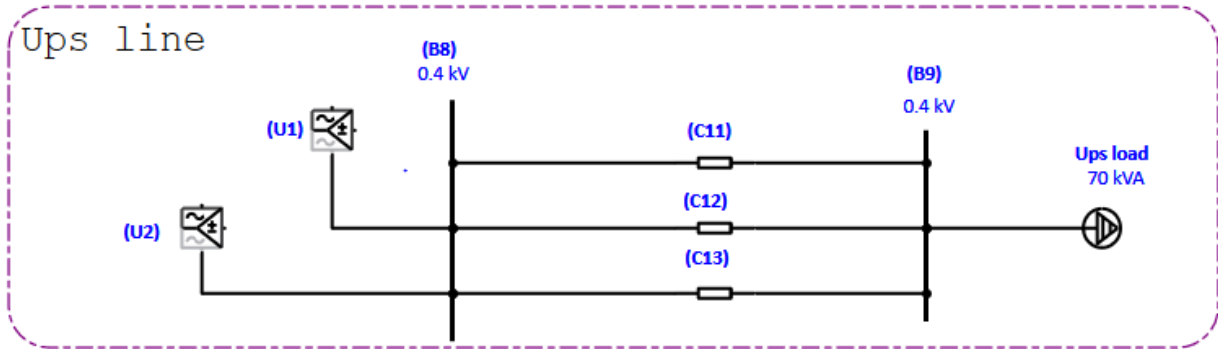 Ups line
(B8)
0.4 kV
(B9)
0.4 kV
(U1)
(C11)
Ups load
70 kVA
(C12)
(U2)
(C13)